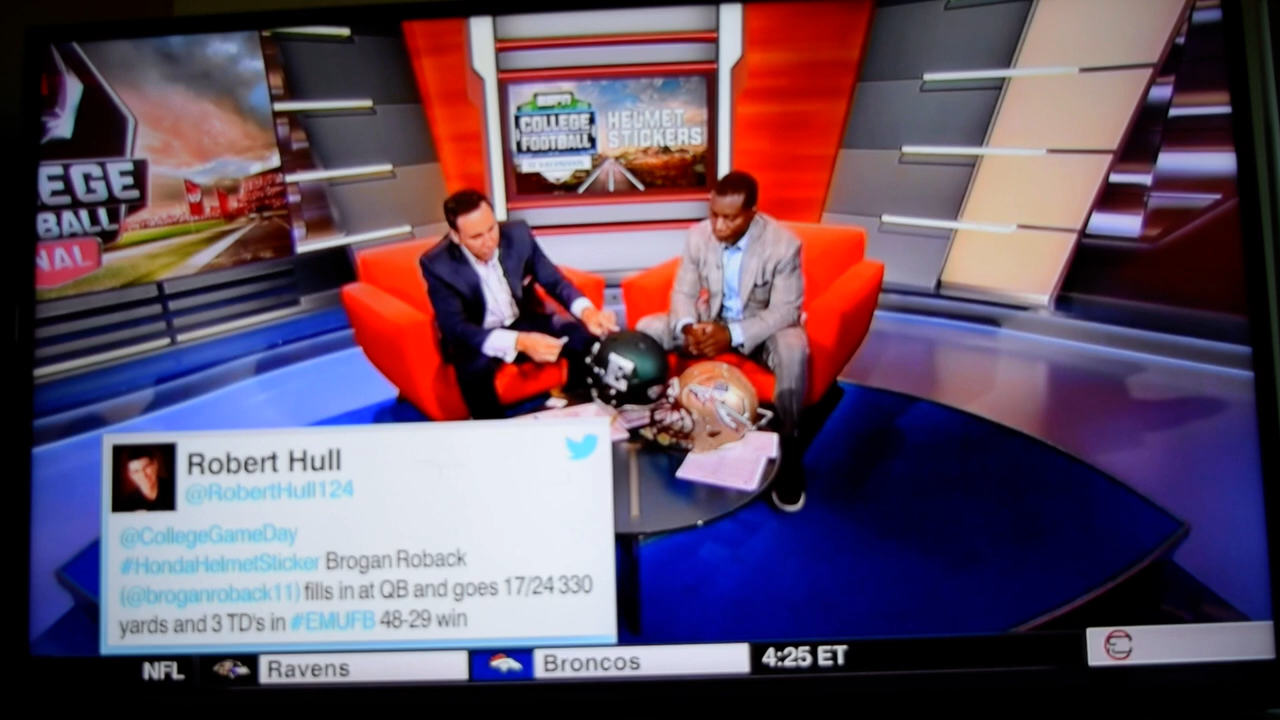 ESPN
COLLEGE
FOOTBALL
HELMET
STICKERS
EGE
BALL
NAL
E
Robert Hull
@RobertHull124
@CollegeGameDay
#HondaHelmetSticker Brogan Roback
(@broganroback11) fills in at QB and goes 17/24 330
yards and 3 TD's in #EMUFB 48-29 win
NFL Ravens Broncos 4:25 ET